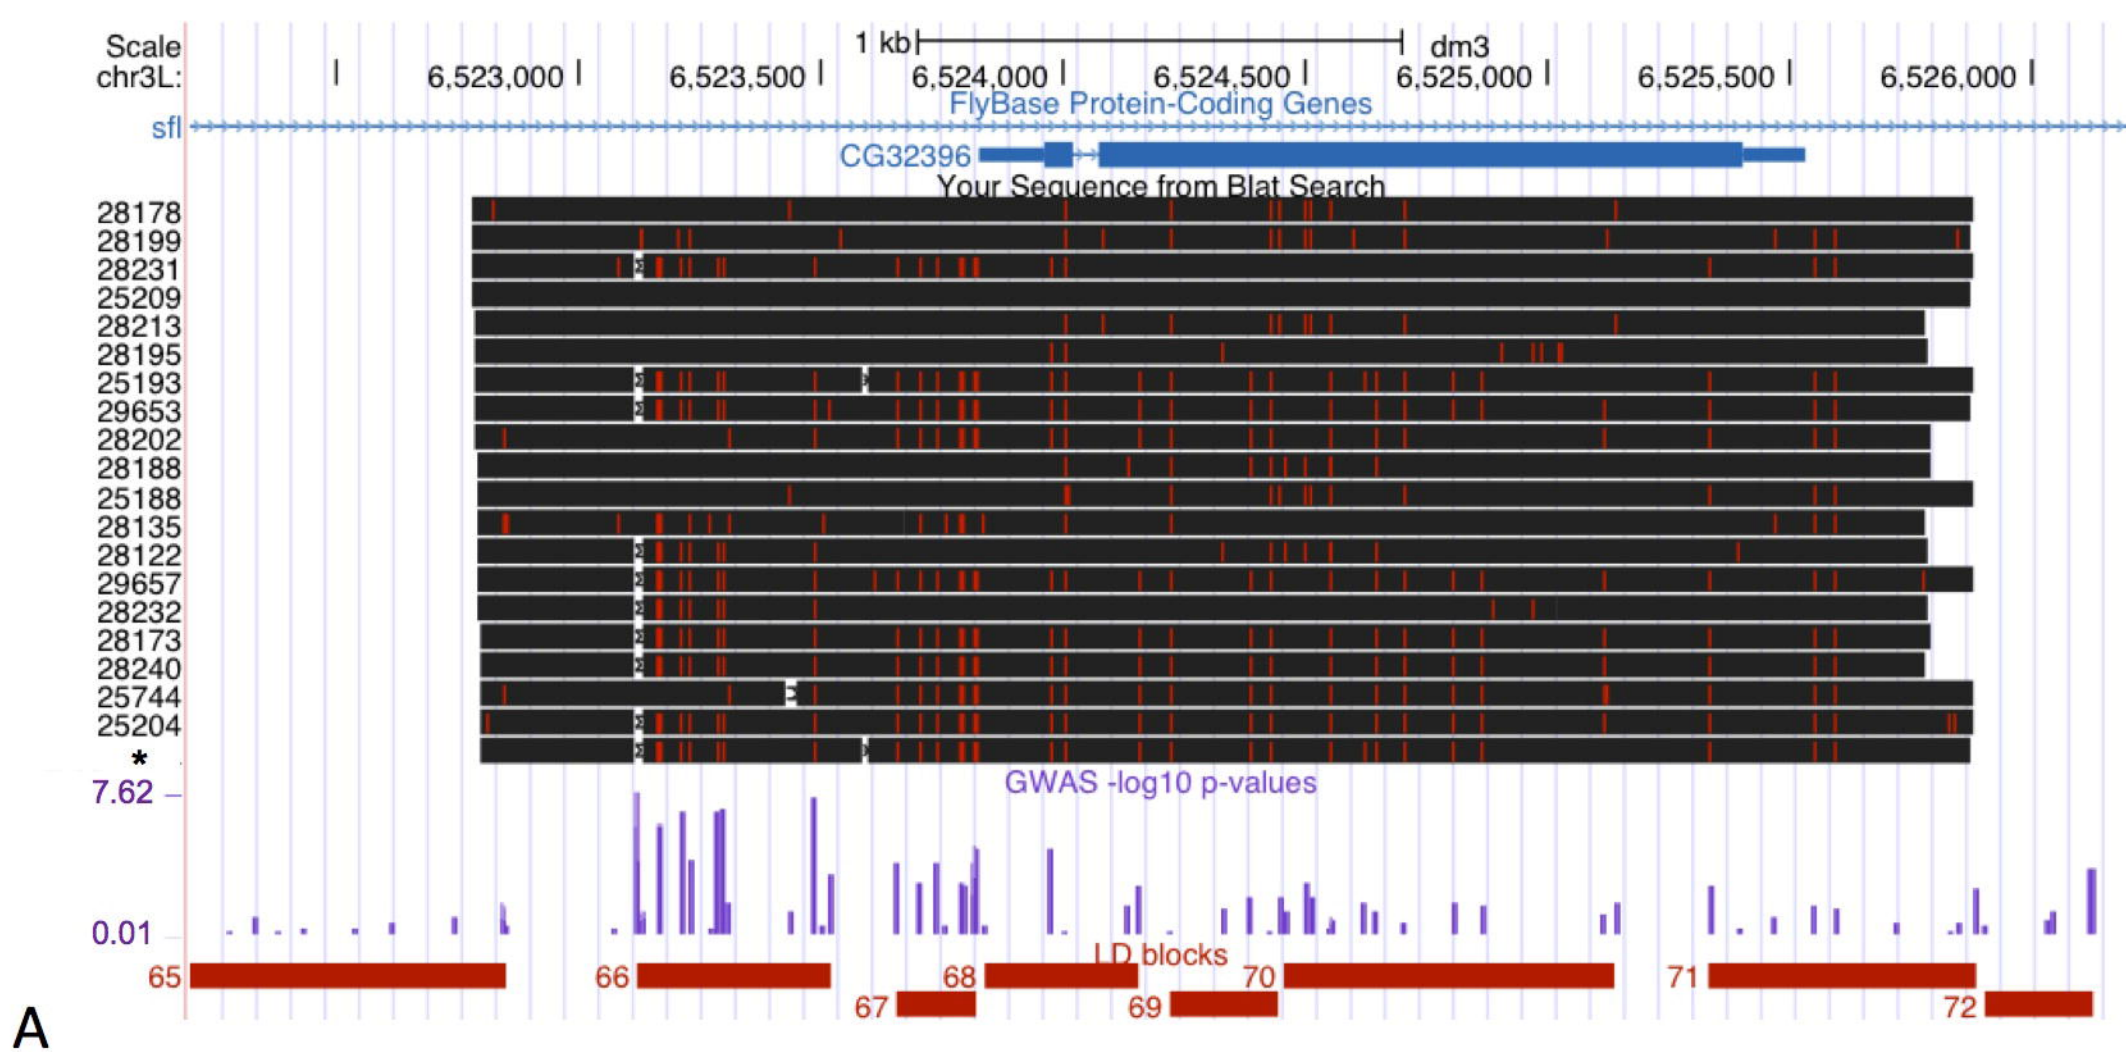 Scale 1 kb dm3
chr3L: 6,523,000 6,523,500 6,524,000 6,524,500 6,525,000 6,525,500 6,526,000
FlyBase Protein-Coding Genes
sfl
CG32396
Your Sequence from Blat Search
28178
28199
28231
25209
28213
28195
25193
29653
28202
28188
25188
28135
28122
29657
28232
28173
28240
25744
25204
*
GWAS -log10 p-values
7.62
0.01
LD blocks
65 66 68 70 71
67 69 72
A